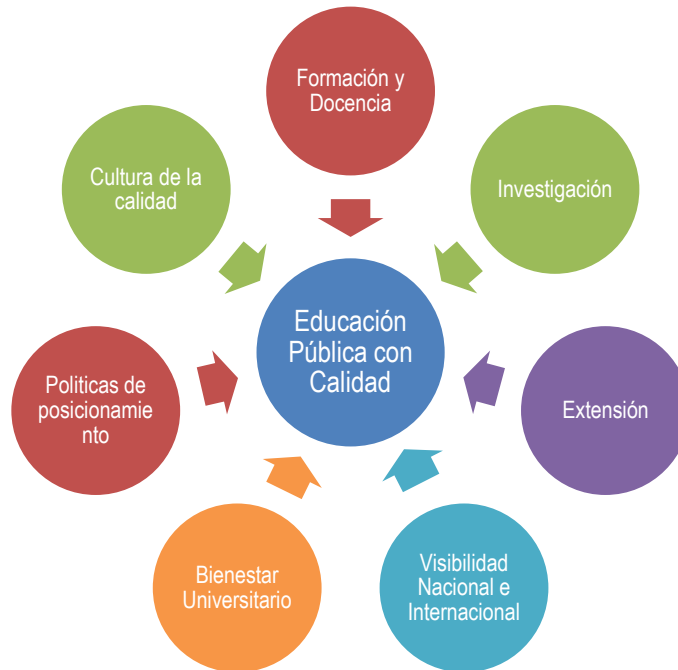 Formación y
Docencia
Investigación
Extensión
Visibilidad
Nacional e
Internacional
Bienestar
Universitario
Politicas de
posicionamie
nto
Cultura de la
calidad
Educación
Pública con
Calidad